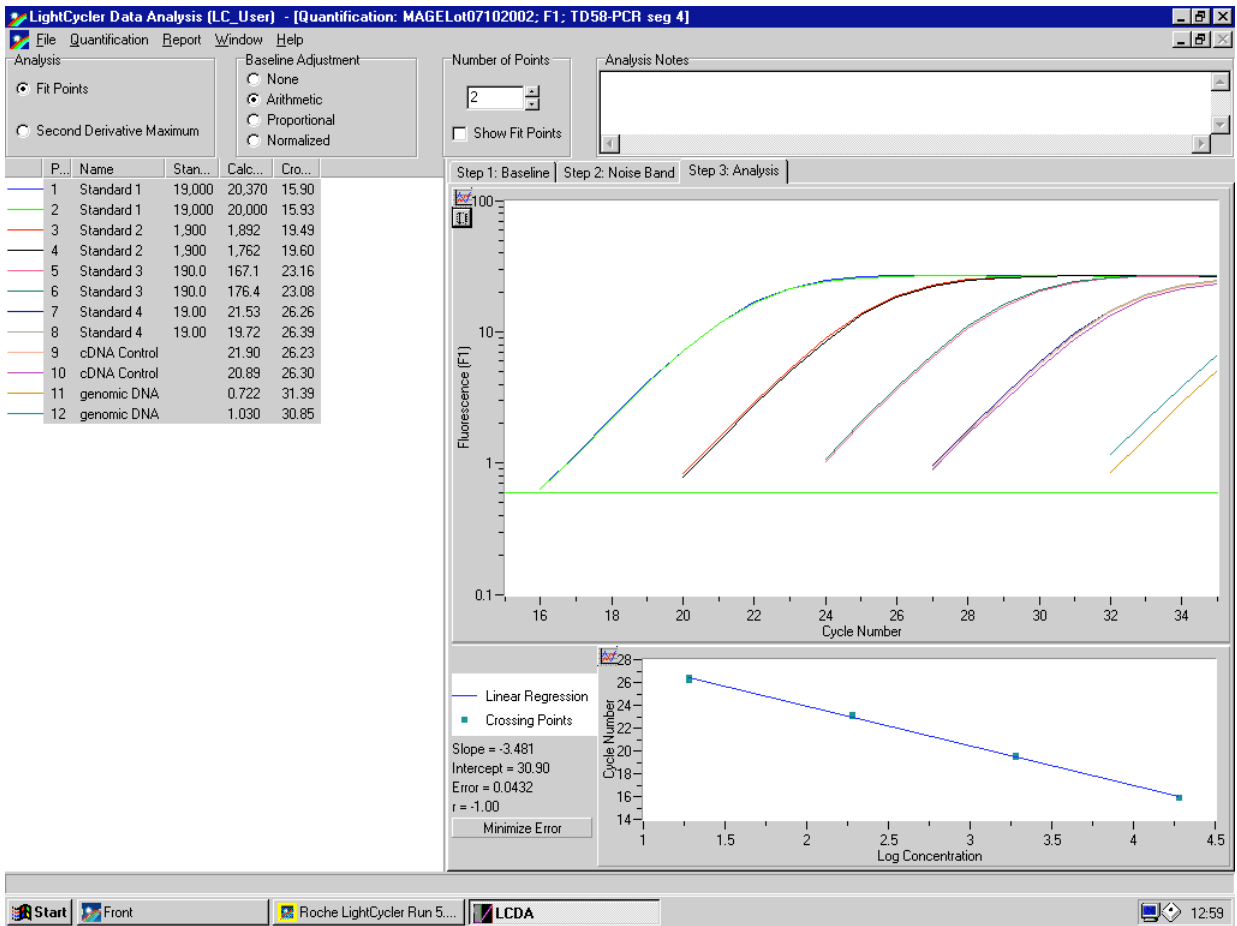 LightCycler Data Analysis (LC_User) - [Quantification: MAGELot07102002; F1; TD58-PCR seg 4]
File Quantification Report Window Help
Analysis
Fit Points
Second Derivative Maximum
Baseline Adjustment
None
Arithmetic
Proportional
Normalized
Number of Points
2
Show Fit Points
Analysis Notes
P... Name Stan... Calc... Cro...
1 Standard 1 19,000 20,370 15.90
2 Standard 1 19,000 20,000 15.93
3 Standard 2 1,900 1,892 19.49
4 Standard 2 1,900 1,762 19.60
5 Standard 3 190.0 167.1 23.16
6 Standard 3 190.0 176.4 23.08
7 Standard 4 19.00 21.53 26.26
8 Standard 4 19.00 19.72 26.39
9 cDNA Control 21.90 26.23
10 cDNA Control 20.89 26.30
11 genomic DNA 0.722 31.39
12 genomic DNA 1.030 30.85
Step 1: Baseline Step 2: Noise Band Step 3: Analysis
100
10
1
0.1
Fluorescence (F1)
16 18 20 22 24 26 28 30 32 34
Cycle Number
Linear Regression
Crossing Points
Slope = -3.481
Intercept = 30.90
Error = 0.0432
r = -1.00
Minimize Error
28
26
24
22
20
18
16
14
Cycle Number
1 1.5 2 2.5 3 3.5 4 4.5
Log Concentration
Start Front Roche LightCycler Run 5.... LCDA 12:59